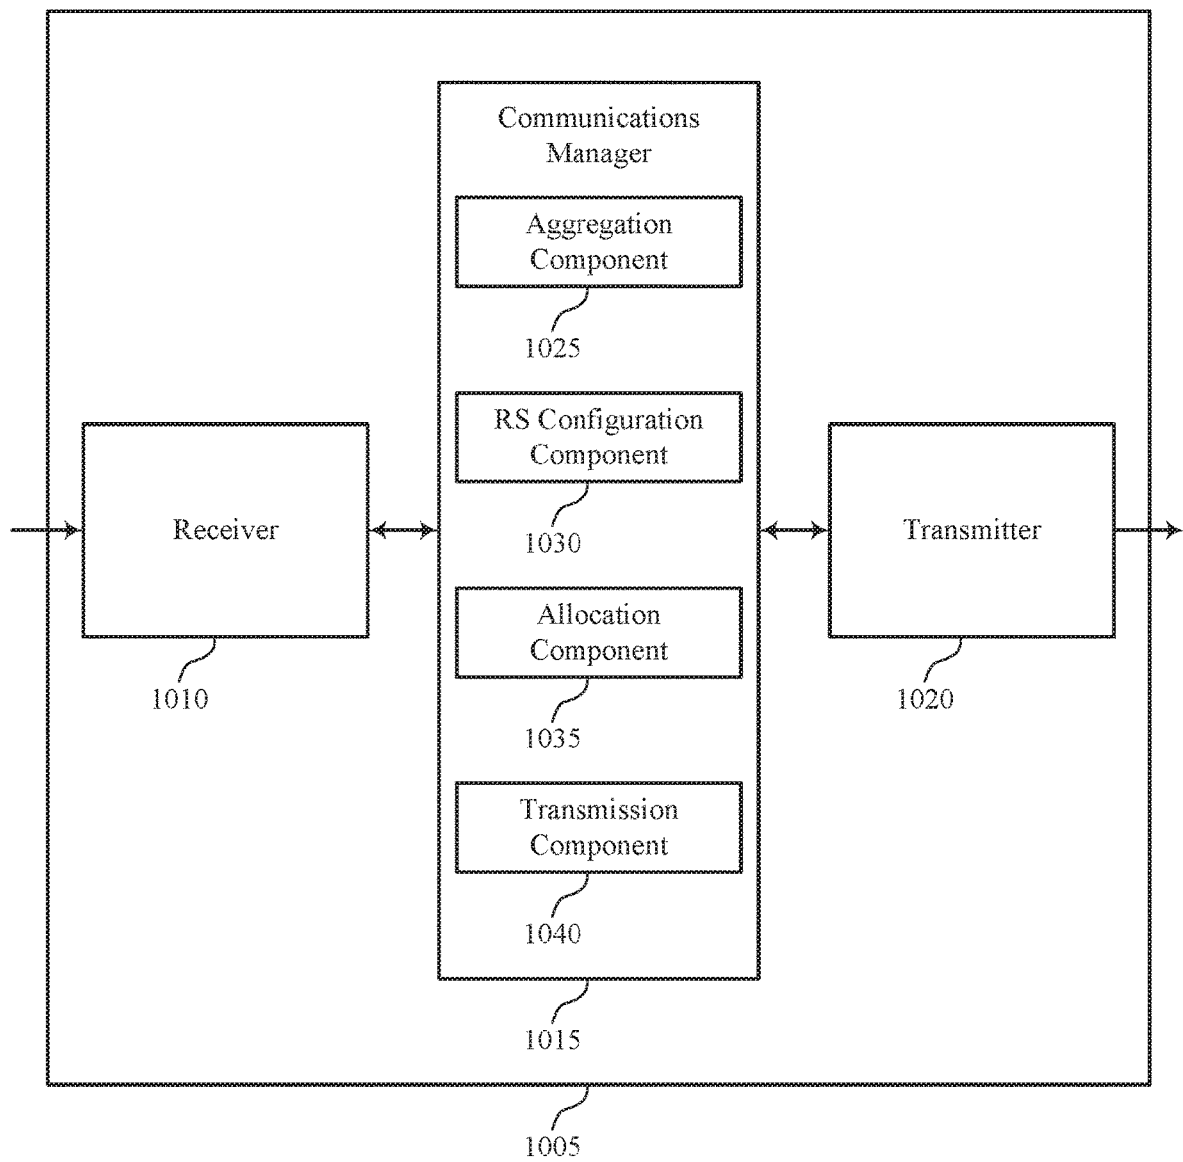 Communications
Manager
Aggregation
Component
1025
RS Configuration
Component
1030
Receiver
1010
Transmitter
1020
Allocation
Component
1035
Transmission
Component
1040
1015
1005